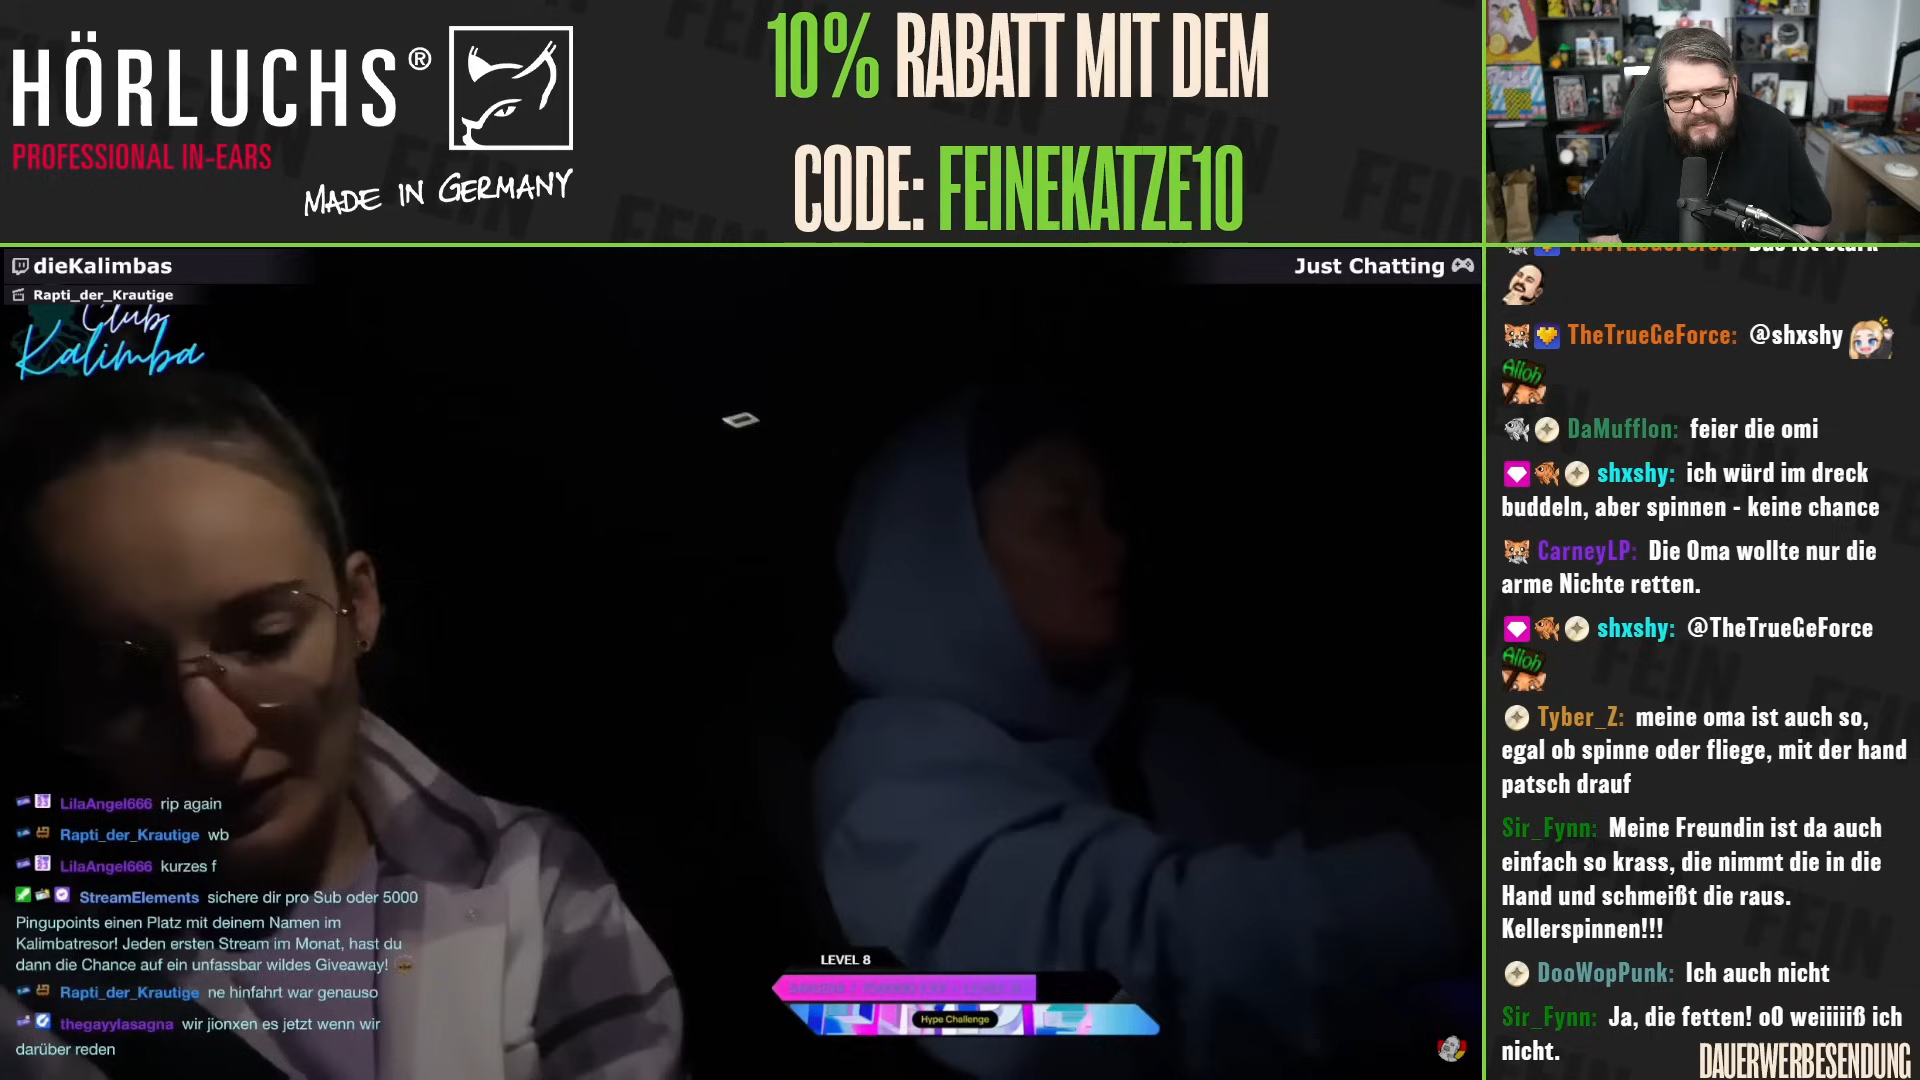 HÖRLUCHS®
PROFESSIONAL IN-EARS
MADE IN GERMANY
10% RABATT MIT DEM
CODE: FEINEKATZE10
dieKalimbas
Rapti_der_Krautige
Just Chatting
Club
Kalimba
LilaAngel666 rip again
Rapti_der_Krautige wb
LilaAngel666 kurzes f
StreamElements sichere dir pro Sub oder 5000
Pingupoints einen Platz mit deinem Namen im
Kalimbatresor! Jeden ersten Stream im Monat, hast du
dann die Chance auf ein unfassbar wildes Giveaway!
Rapti_der_Krautige ne hinfahrt war genauso
thegayylasagna wir jionxen es jetzt wenn wir
darüber reden
LEVEL 8
Hype Challenge
TheTrueGeForce: Das ist stark
TheTrueGeForce: @shxshy
Alloh
DaMufflon: feier die omi
shxshy: ich würd im dreck
buddeln, aber spinnen - keine chance
CarneyLP: Die Oma wollte nur die
arme Nichte retten.
shxshy: @TheTrueGeForce
Alloh
Tyber_Z: meine oma ist auch so,
egal ob spinne oder fliege, mit der hand
patsch drauf
Sir_Fynn: Meine Freundin ist da auch
einfach so krass, die nimmt die in die
Hand und schmeißt die raus.
Kellerspinnen!!!
DooWopPunk: Ich auch nicht
Sir_Fynn: Ja, die fetten! oO weiiiiiß ich
nicht.
DAUERWERBESENDUNG